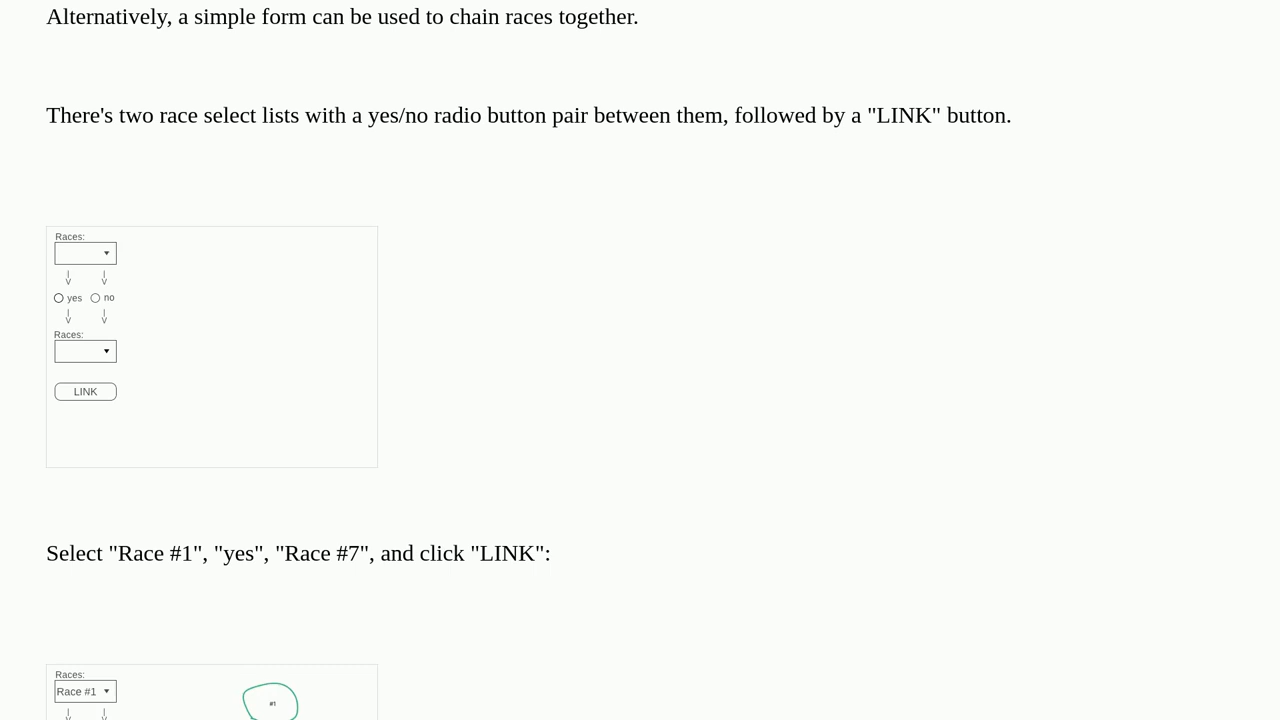 Alternatively, a simple form can be used to chain races together.
There's two race select lists with a yes/no radio button pair between them, followed by a "LINK" button.
Races:
yes no
Races:
LINK
Select "Race #1", "yes", "Race #7", and click "LINK":
Races:
Race #1
#1